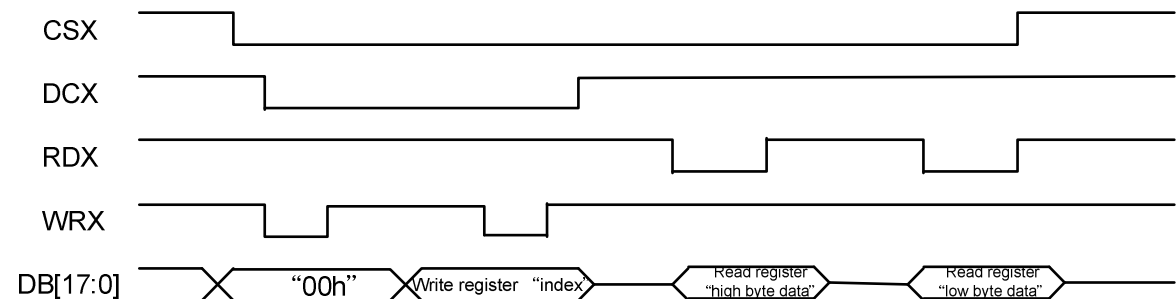 CSX
DCX
RDX
WRX
DB[17:0]
“00h”
Write register “index”
Read register
“high byte data”
Read register
“low byte data”